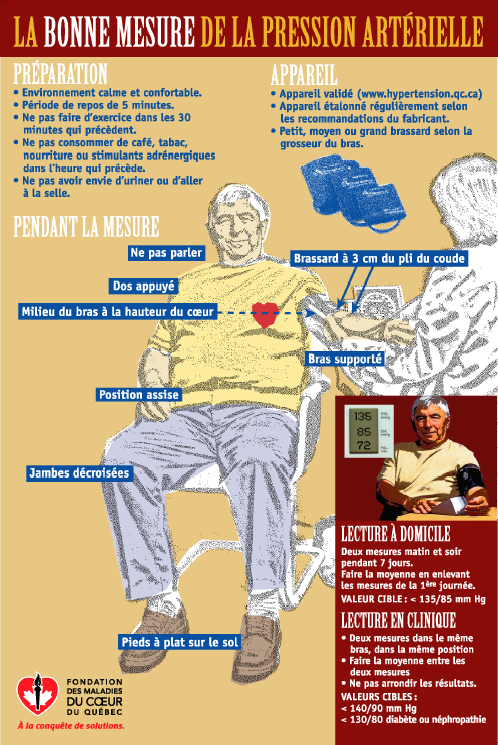 LA BONNE MESURE DE LA PRESSION ARTÉRIELLE
PRÉPARATION
• Environnement calme et confortable.
• Période de repos de 5 minutes.
• Ne pas faire d'exercice dans les 30
minutes qui précèdent.
• Ne pas consommer de café, tabac,
nourriture ou stimulants adrénergiques
dans l'heure qui précède.
• Ne pas avoir envie d'uriner ou d'aller
à la selle.
APPAREIL
• Appareil validé (www.hypertension.qc.ca)
• Appareil étalonné régulièrement selon
les recommandations du fabricant.
• Petit, moyen ou grand brassard selon la
grosseur du bras.
PENDANT LA MESURE
Ne pas parler
Brassard à 3 cm du pli du coude
Dos appuyé
Milieu du bras à la hauteur du cœur
Bras supporté
Position assise
Jambes décroisées
Pieds à plat sur le sol
135
85
72
LECTURE À DOMICILE
Deux mesures matin et soir
pendant 7 jours.
Faire la moyenne en enlevant
les mesures de la 1ère journée.
VALEUR CIBLE : < 135/85 mm Hg
LECTURE EN CLINIQUE
• Deux mesures dans le même
bras, dans la même position
• Faire la moyenne entre les
deux mesures
• Ne pas arrondir les résultats.
VALEURS CIBLES :
< 140/90 mm Hg
< 130/80 diabète ou néphropathie
FONDATION
DES MALADIES
DU CŒUR
DU QUÉBEC
À la conquête de solutions.